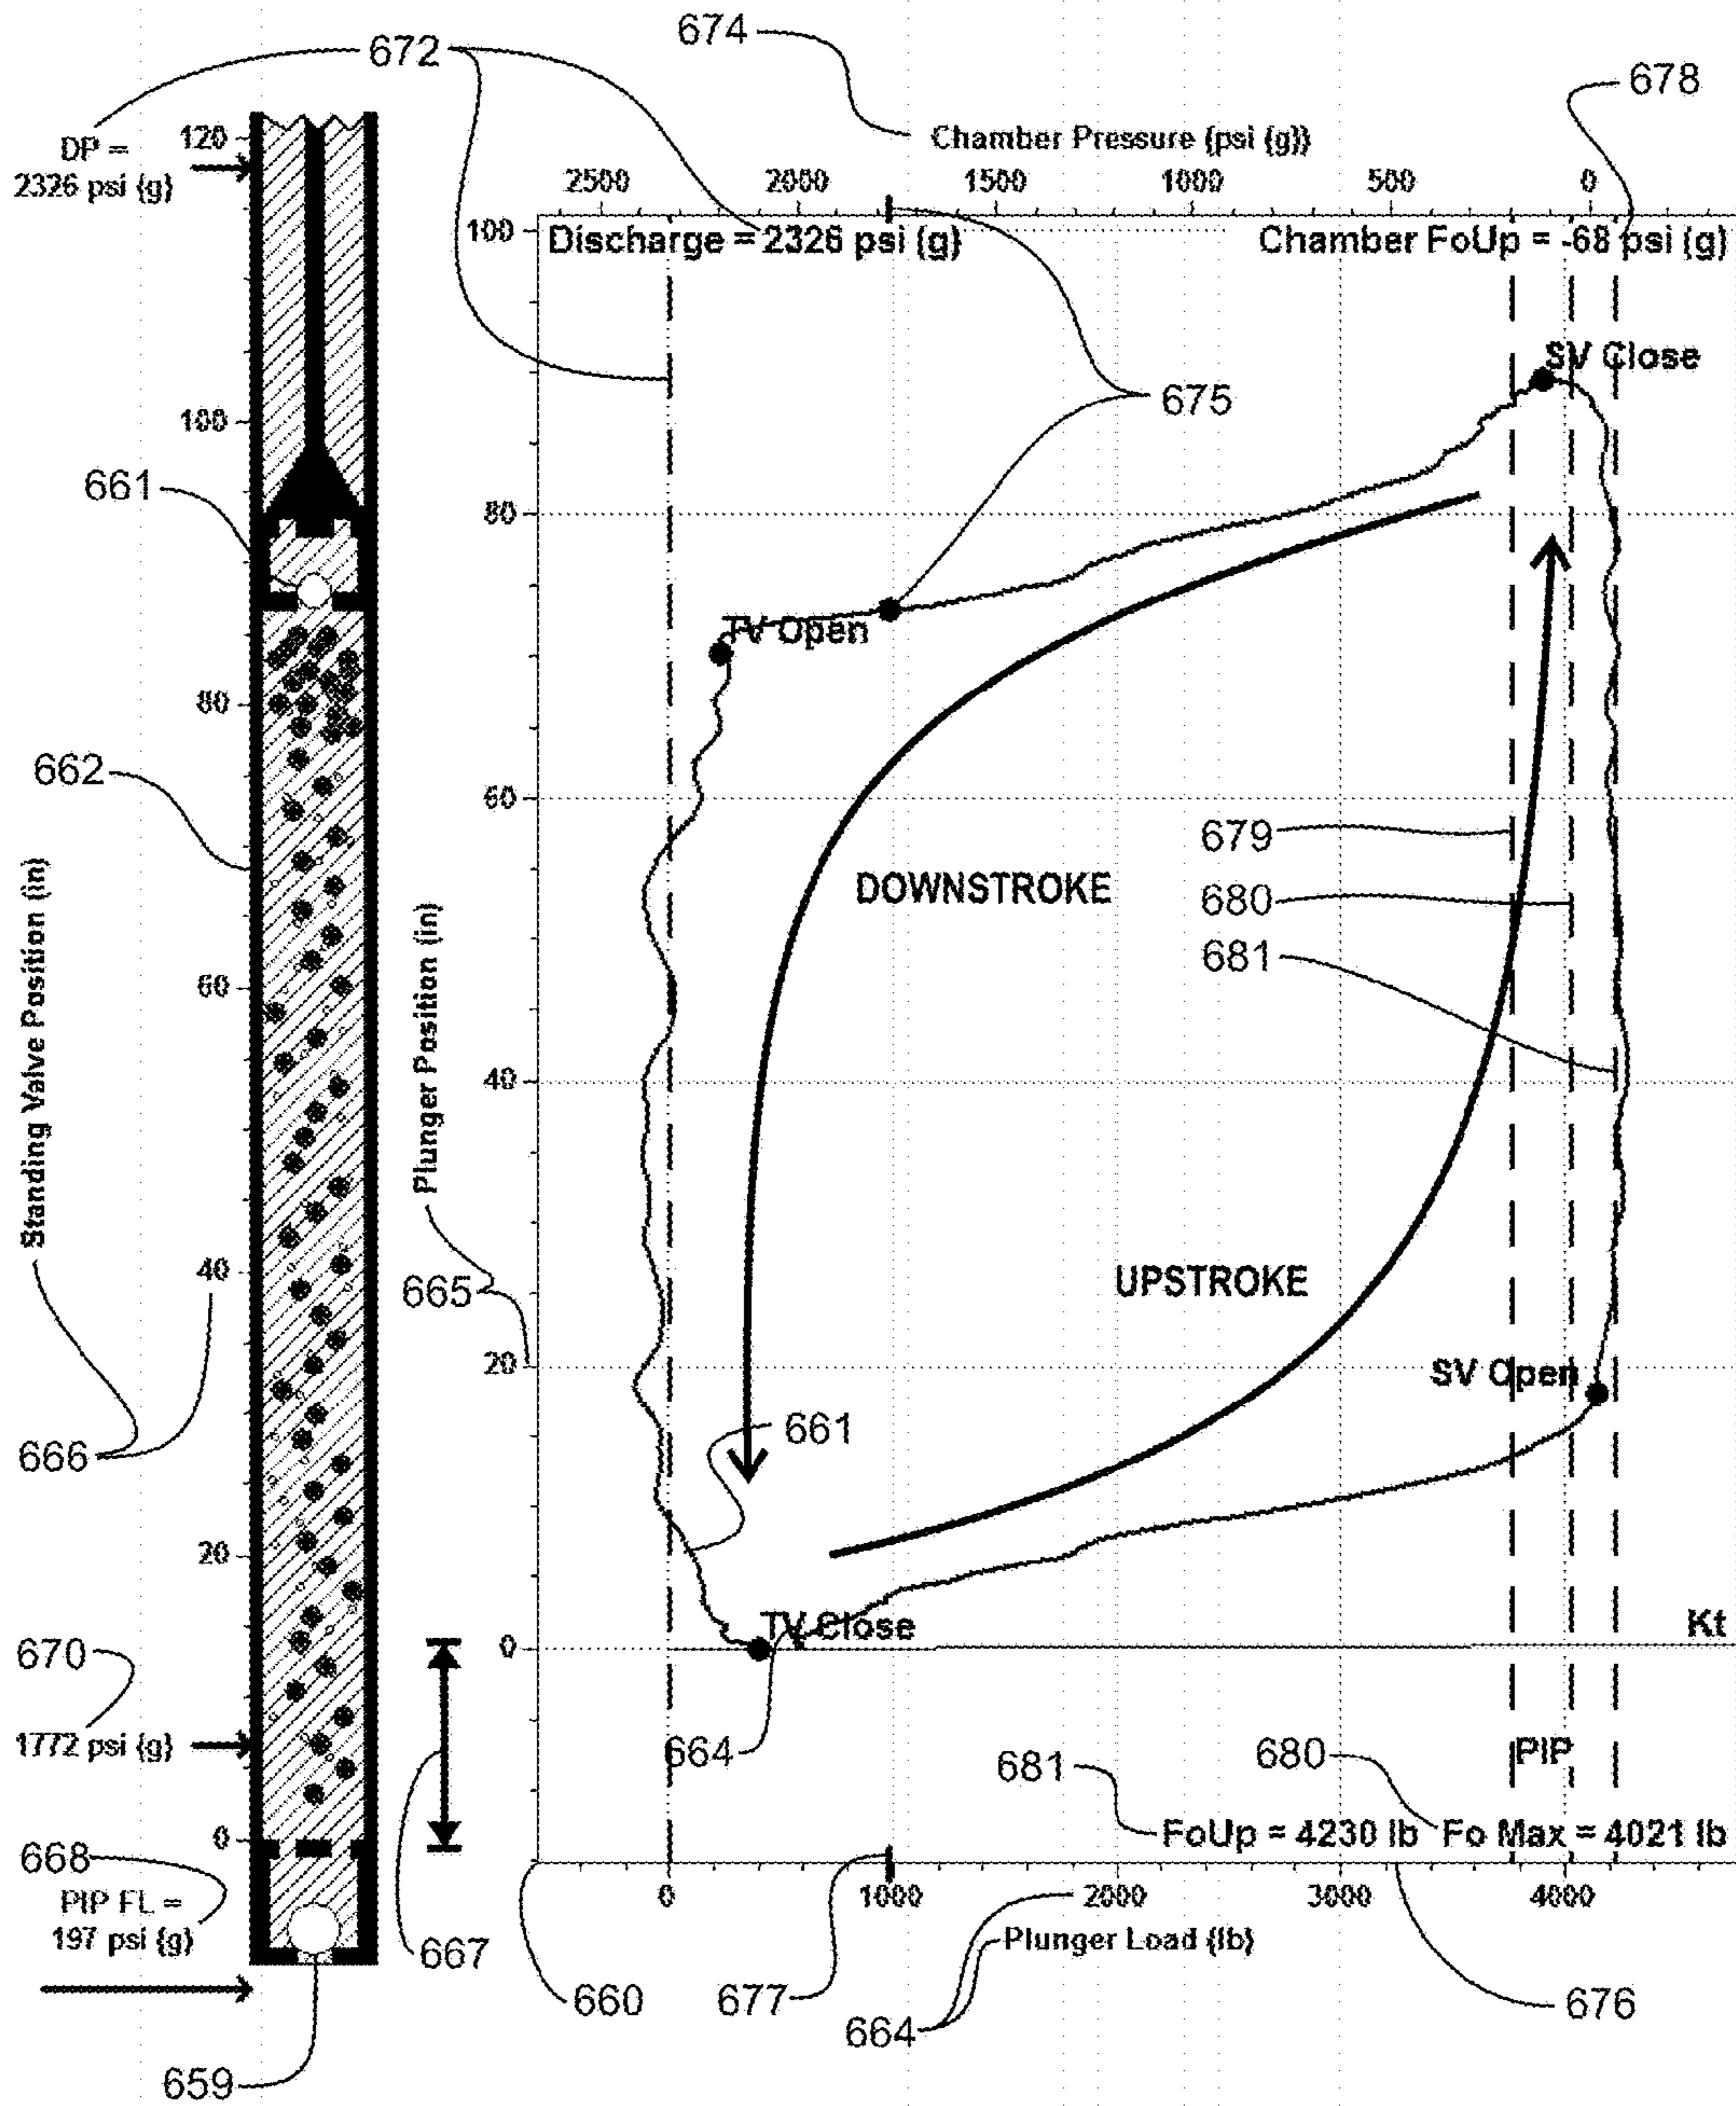 672
674
678
DP =
2326 psi (g)
120
100
80
60
40
20
0
Standing Valve Position (in)
661
662
666
670
1772 psi (g)
668
PIP FL =
197 psi (g)
659
Chamber Pressure (psi (g))
2500 2000 1500 1000 500 0
Discharge = 2326 psi (g) Chamber FoUp = -68 psi (g)
100
80
60
40
20
0
Plunger Position (in)
665
667
SV Close
675
TV Open
679
680
681
DOWNSTROKE
UPSTROKE
SV Open
661
TV Close
Kt
664
681
680
PIP
FoUp = 4230 lb Fo Max = 4021 lb
0 1000 2000 3000 4000
Plunger Load (lb)
660
677
664
676